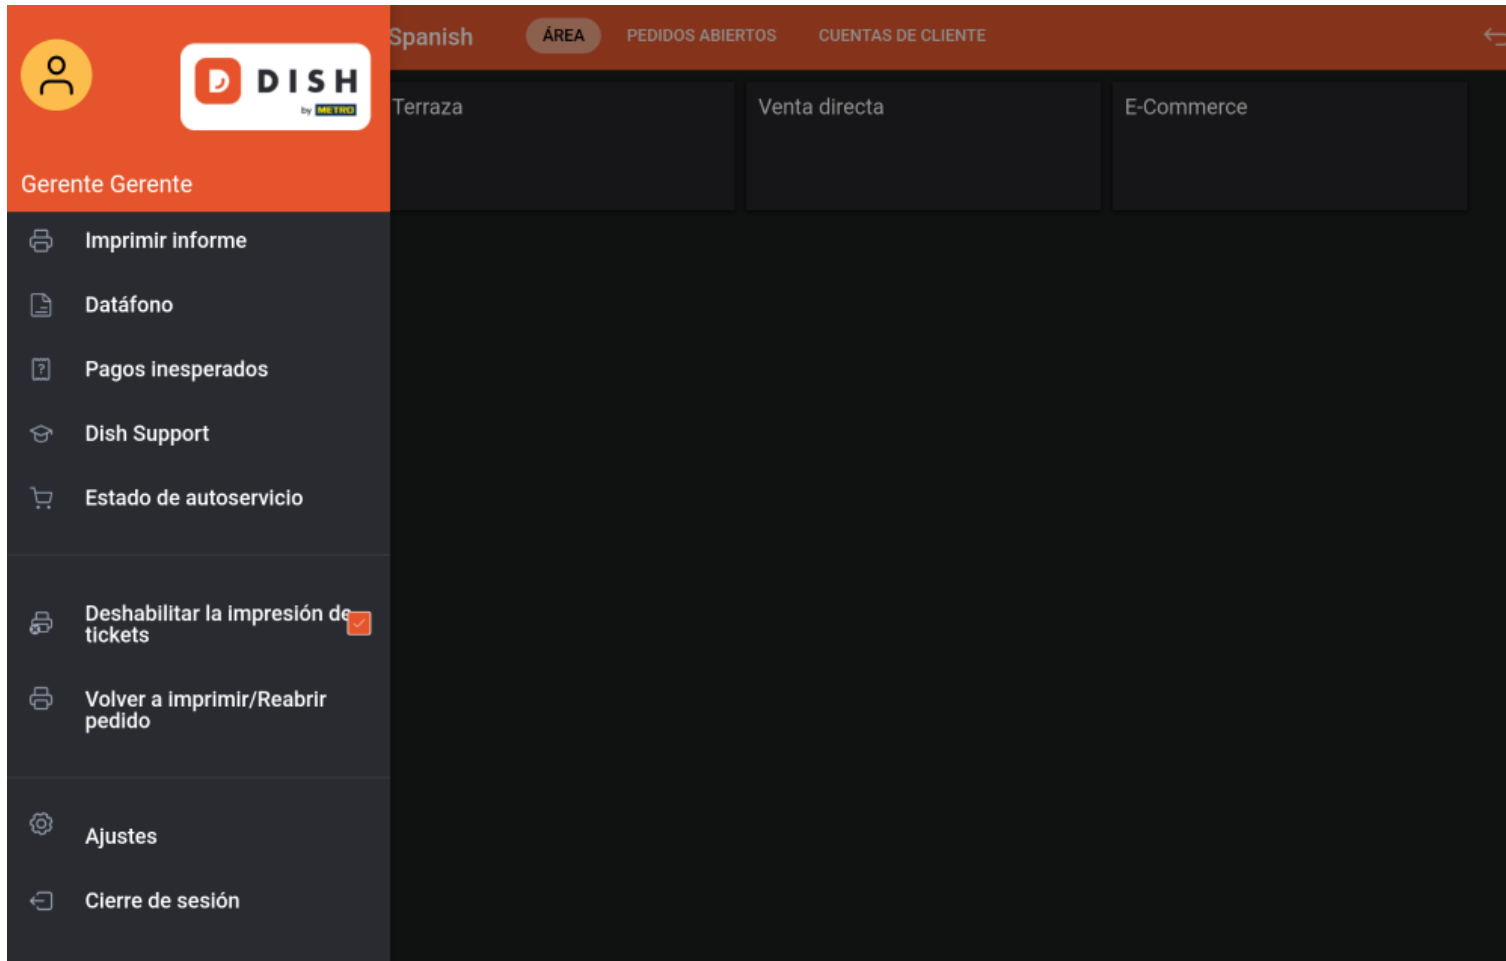 Spanish
ÁREA
PEDIDOS ABIERTOS
CUENTAS DE CLIENTE
D DISH
by METRO
Gerente Gerente
Terraza
Venta directa
E-Commerce
Imprimir informe
Datáfono
Pagos inesperados
Dish Support
Estado de autoservicio
Deshabilitar la impresión de
tickets
Volver a imprimir/Reabrir
pedido
Ajustes
Cierre de sesión